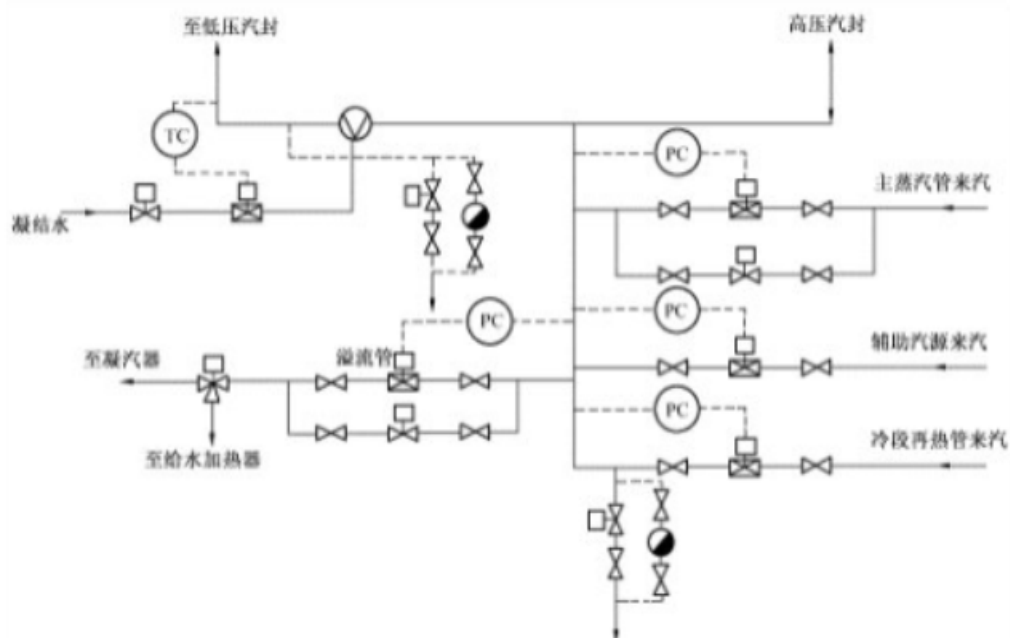 至低压汽封
高压汽封
TC
PC
主蒸汽管来汽
凝结水
PC
PC
至凝汽器
溢流管
辅助汽源来汽
PC
冷段再热管来汽
至给水加热器